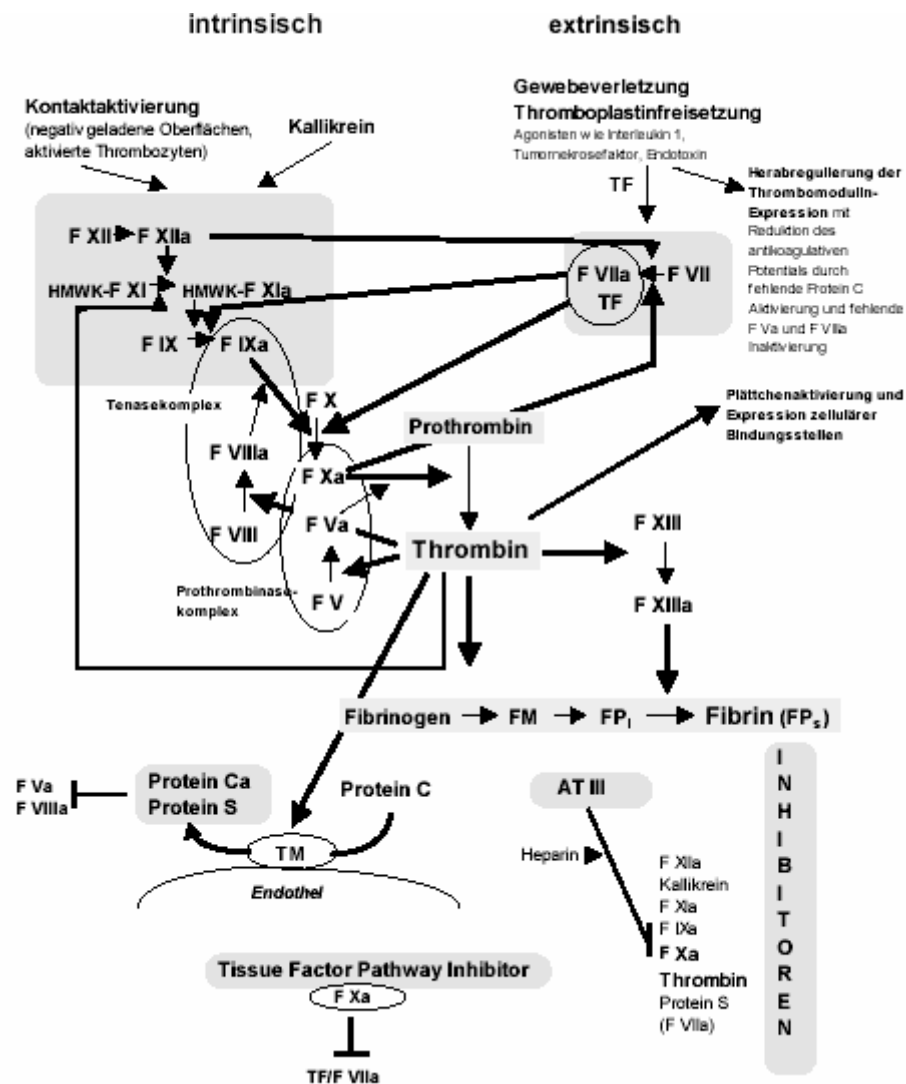 intrinsisch
extrinsisch
Kontaktaktivierung
(negativ geladene Oberflächen,
aktivierte Thrombozyten)
Kallikrein
Gewebeverletzung
Thromboplastinfreisetzung
Agonisten wie Interleukin 1,
Tumornekrosefaktor, Endotoxin
TF
Herabregulierung der
Thrombomodulin-
Expression mit
Reduktion des
antikoagulativen
Potentials durch
fehlende Protein C
Aktivierung und fehlende
F Va und F VIIIa
Inaktivierung
F XII
F XIIa
HMWK-F XI
HMWK-F XIa
F IX
F IXa
F VIIa
TF
F VII
Tenasekomplex
F X
F VIIIa
F VIII
Prothrombin
F Xa
F Va
F V
Prothrombinase-
komplex
Thrombin
Plättchenaktivierung und
Expression zellulärer
Bindungsstellen
F XIII
F XIIIa
Fibrinogen
FM
FPI
Fibrin (FPs)
F Va
F VIIIa
Protein Ca
Protein S
Protein C
TM
Endothel
AT III
Heparin
F XIIa
Kallikrein
F XIa
F IXa
F Xa
Thrombin
Protein S
(F VIIa)
INHIBITOREN
Tissue Factor Pathway Inhibitor
F Xa
TF/F VIIa